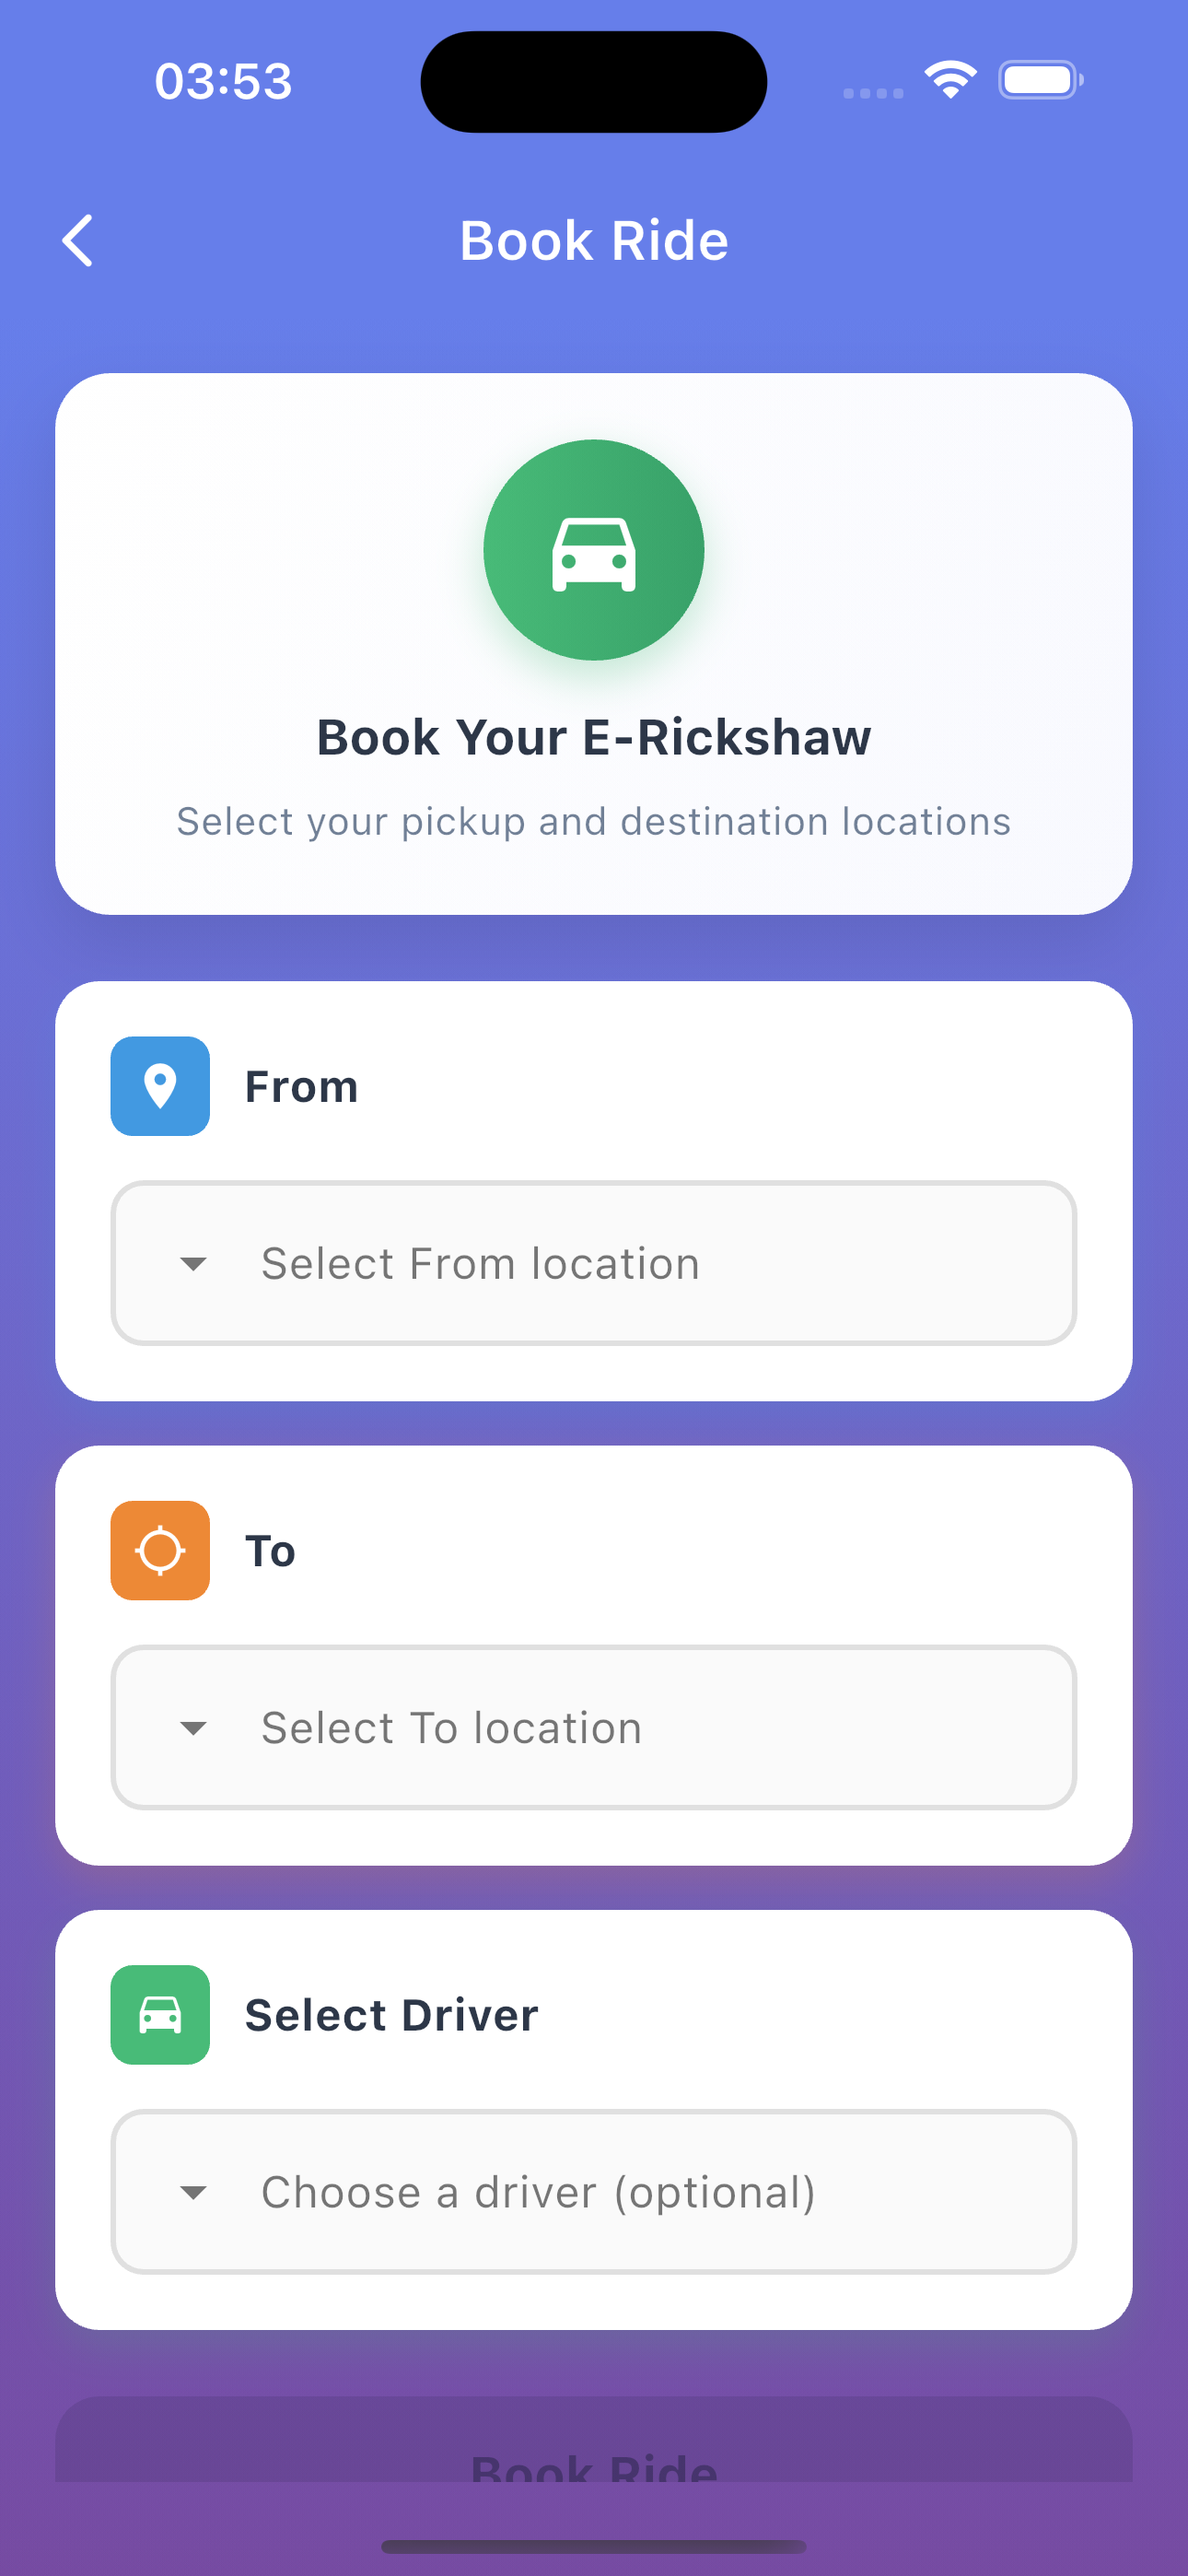 03:53
Book Ride
Book Your E-Rickshaw
Select your pickup and destination locations
From
Select From location
To
Select To location
Select Driver
Choose a driver (optional)
Book Ride